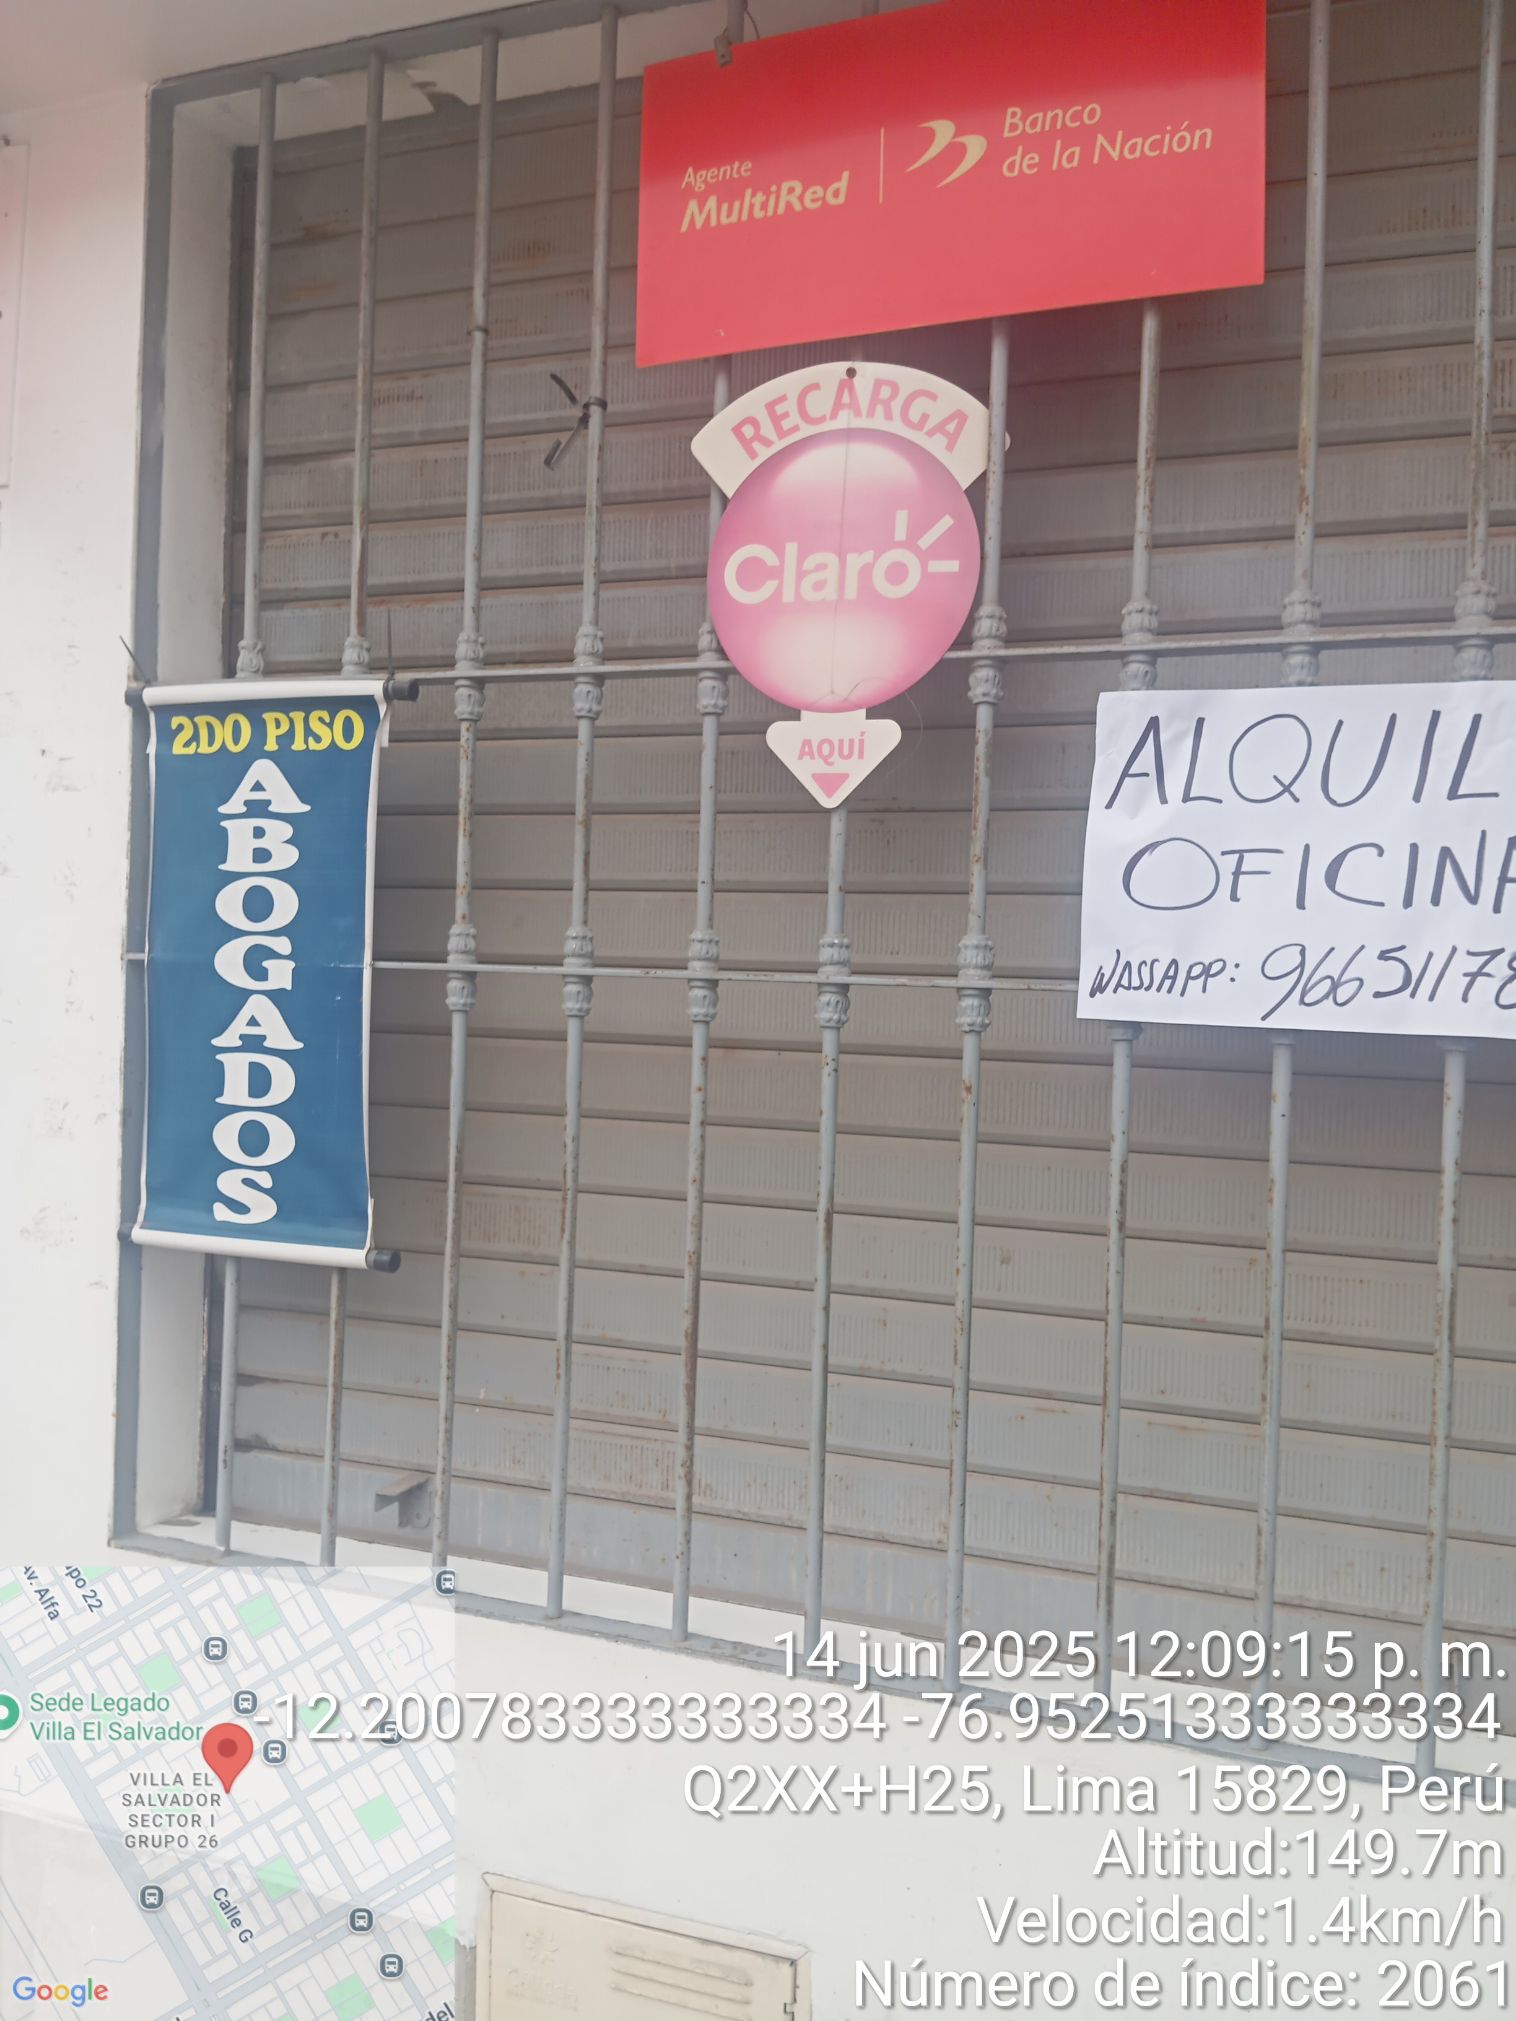 Agente
MultiRed
Banco
de la Nación
RECARGA
Claro
AQUÍ
2DO PISO
ABOGADOS
ALQUIL
OFICINA
WASSAPP: 96651178
14 jun 2025 12:09:15 p. m.
-12.200783333333334 -76.95251333333334
Q2XX+H25, Lima 15829, Perú
Altitud:149.7m
Velocidad:1.4km/h
Número de índice: 2061
Av. Alfa
po 22
Sede Legado
Villa El Salvador
VILLA EL
SALVADOR
SECTOR I
GRUPO 26
Calle G
del
Google